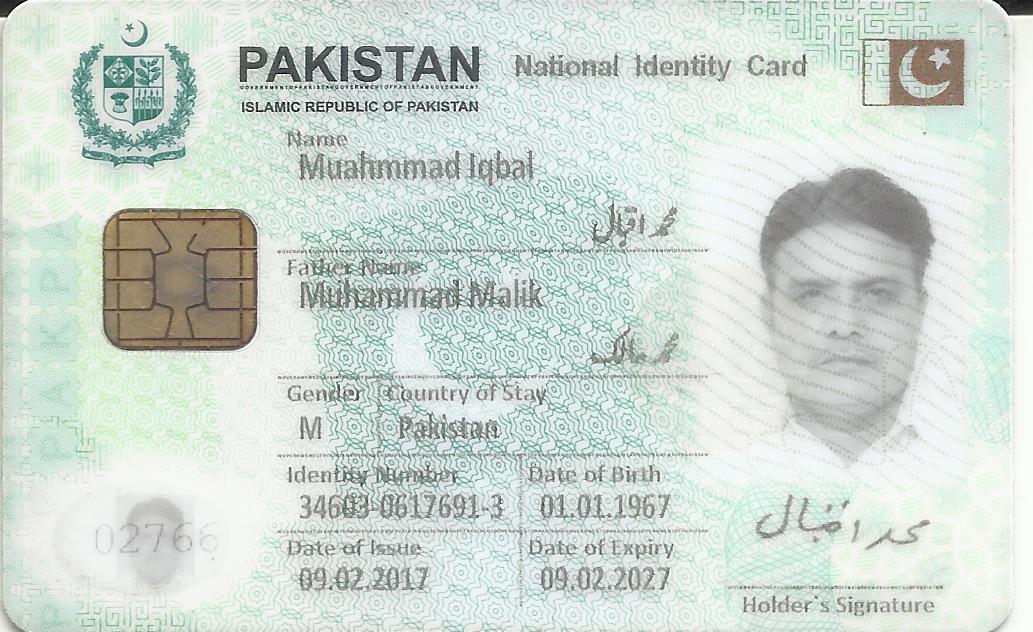 PAKISTAN National Identity Card
ISLAMIC REPUBLIC OF PAKISTAN
Name
Muahmmad Iqbal
محمد اقبال
Father Name
Muhammad Malik
محمد مالک
Gender Country of Stay
M Pakistan
Identity Number Date of Birth
34603-0617691-3 01.01.1967
Date of Issue Date of Expiry
09.02.2017 09.02.2027
02766
محمد اقبال
Holder's Signature